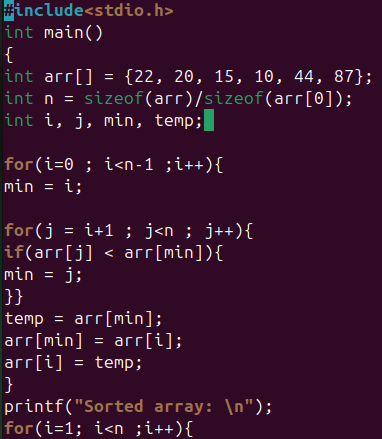 #include<stdio.h>
int main()
{
int arr[] = {22, 20, 15, 10, 44, 87};
int n = sizeof(arr)/sizeof(arr[0]);
int i, j, min, temp;
for(i=0 ; i<n-1 ;i++){
min = i;
for(j = i+1 ; j<n ; j++){
if(arr[j] < arr[min]){
min = j;
}}
temp = arr[min];
arr[min] = arr[i];
arr[i] = temp;
}
printf("Sorted array: \n");
for(i=1; i<n ;i++){